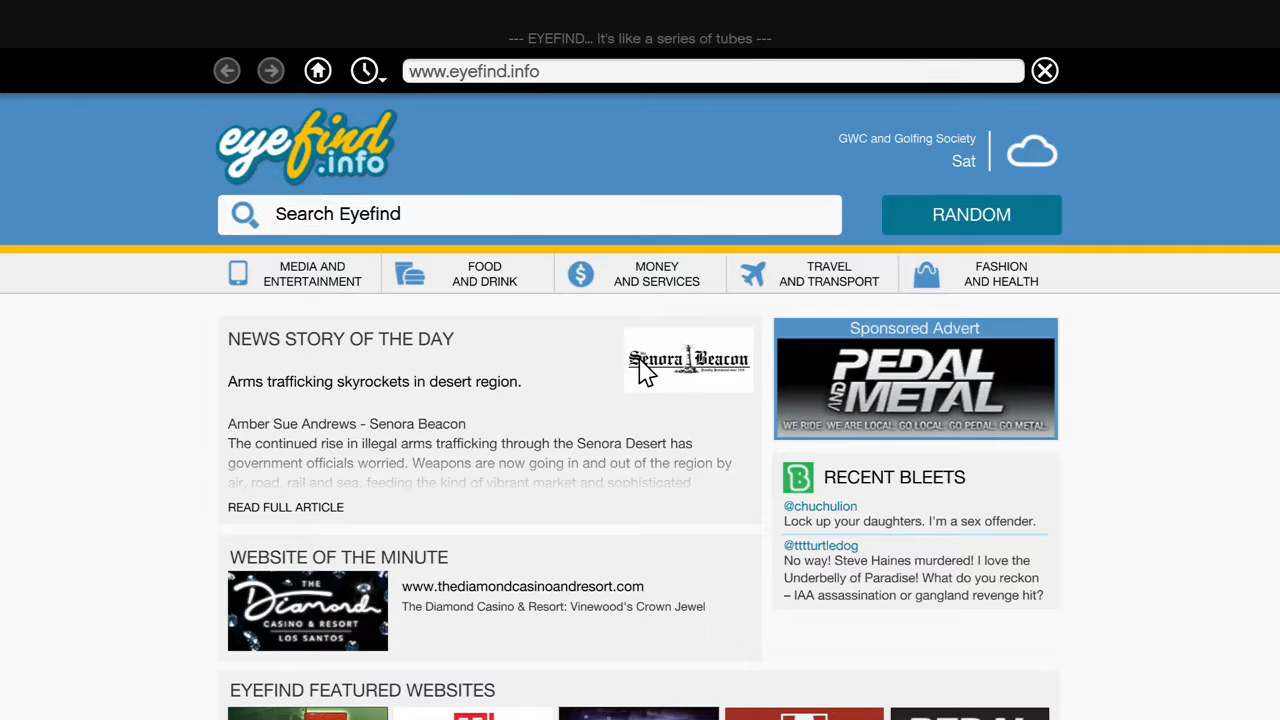 --- EYEFIND... It's like a series of tubes ---
www.eyefind.info
eyefind
.info
GWC and Golfing Society
Sat
Search Eyefind
RANDOM
MEDIA AND
ENTERTAINMENT
FOOD
AND DRINK
MONEY
AND SERVICES
TRAVEL
AND TRANSPORT
FASHION
AND HEALTH
NEWS STORY OF THE DAY
Senora Beacon
Arms trafficking skyrockets in desert region.
Amber Sue Andrews - Senora Beacon
The continued rise in illegal arms trafficking through the Senora Desert has
government officials worried. Weapons are now going in and out of the region by
air, road, rail and sea, feeding the kind of vibrant market and sophisticated
READ FULL ARTICLE
Sponsored Advert
PEDAL
AND
METAL
WE RIDE. WE ARE LOCAL. GO LOCAL. GO PEDAL. GO METAL.
B
RECENT BLEETS
@chuchulion
Lock up your daughters. I'm a sex offender.
@tttturtledog
No way! Steve Haines murdered! I love the
Underbelly of Paradise! What do you reckon
– IAA assassination or gangland revenge hit?
WEBSITE OF THE MINUTE
THE
Diamond
CASINO & RESORT
LOS SANTOS
www.thediamondcasinoandresort.com
The Diamond Casino & Resort: Vinewood's Crown Jewel
EYEFIND FEATURED WEBSITES
PEDAL